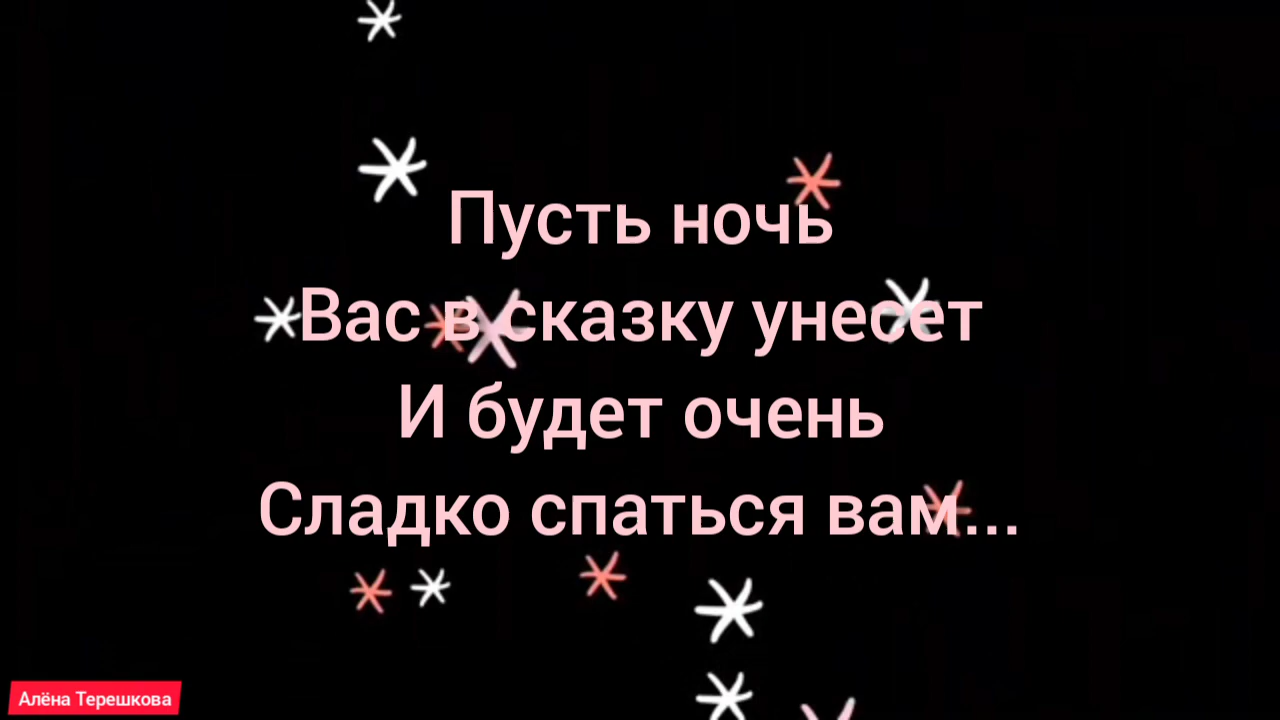 Пусть ночь
Вас в сказку унесет
И будет очень
Сладко спаться вам...
Алёна Терешкова